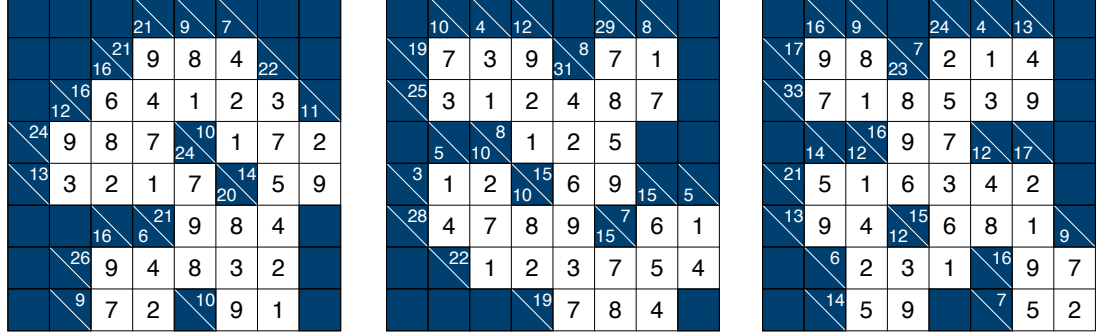 21 9 7
21 16 9 8 4 22
16 12 6 4 1 2 3 11
24 9 8 7 10 24 1 7 2
13 3 2 1 7 14 20 5 9
16 21 6 9 8 4
26 9 4 8 3 2
9 7 2 10 9 1
10 4 12 29 8
19 7 3 9 8 31 7 1
25 3 1 2 4 8 7
5 8 10 1 2 5
3 1 2 15 10 6 9 15 5
28 4 7 8 9 7 15 6 1
22 1 2 3 7 5 4
19 7 8 4
16 9 24 4 13
17 9 8 7 23 2 1 4
33 7 1 8 5 3 9
14 16 12 9 7 12 17
21 5 1 6 3 4 2
13 9 4 15 12 6 8 1 9
6 2 3 1 16 9 7
14 5 9 7 5 2